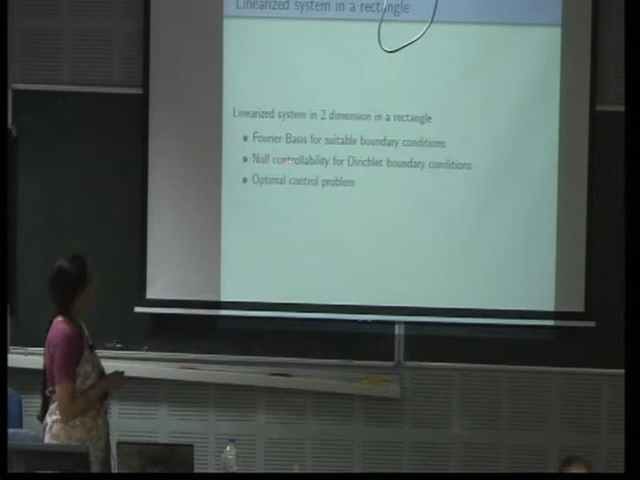 Linearized system in a rectangle
Linearized system in 2 dimension in a rectangle
Fourier Basis for suitable boundary conditions
Null controllability for Dirichlet boundary conditions
Optimal control problem